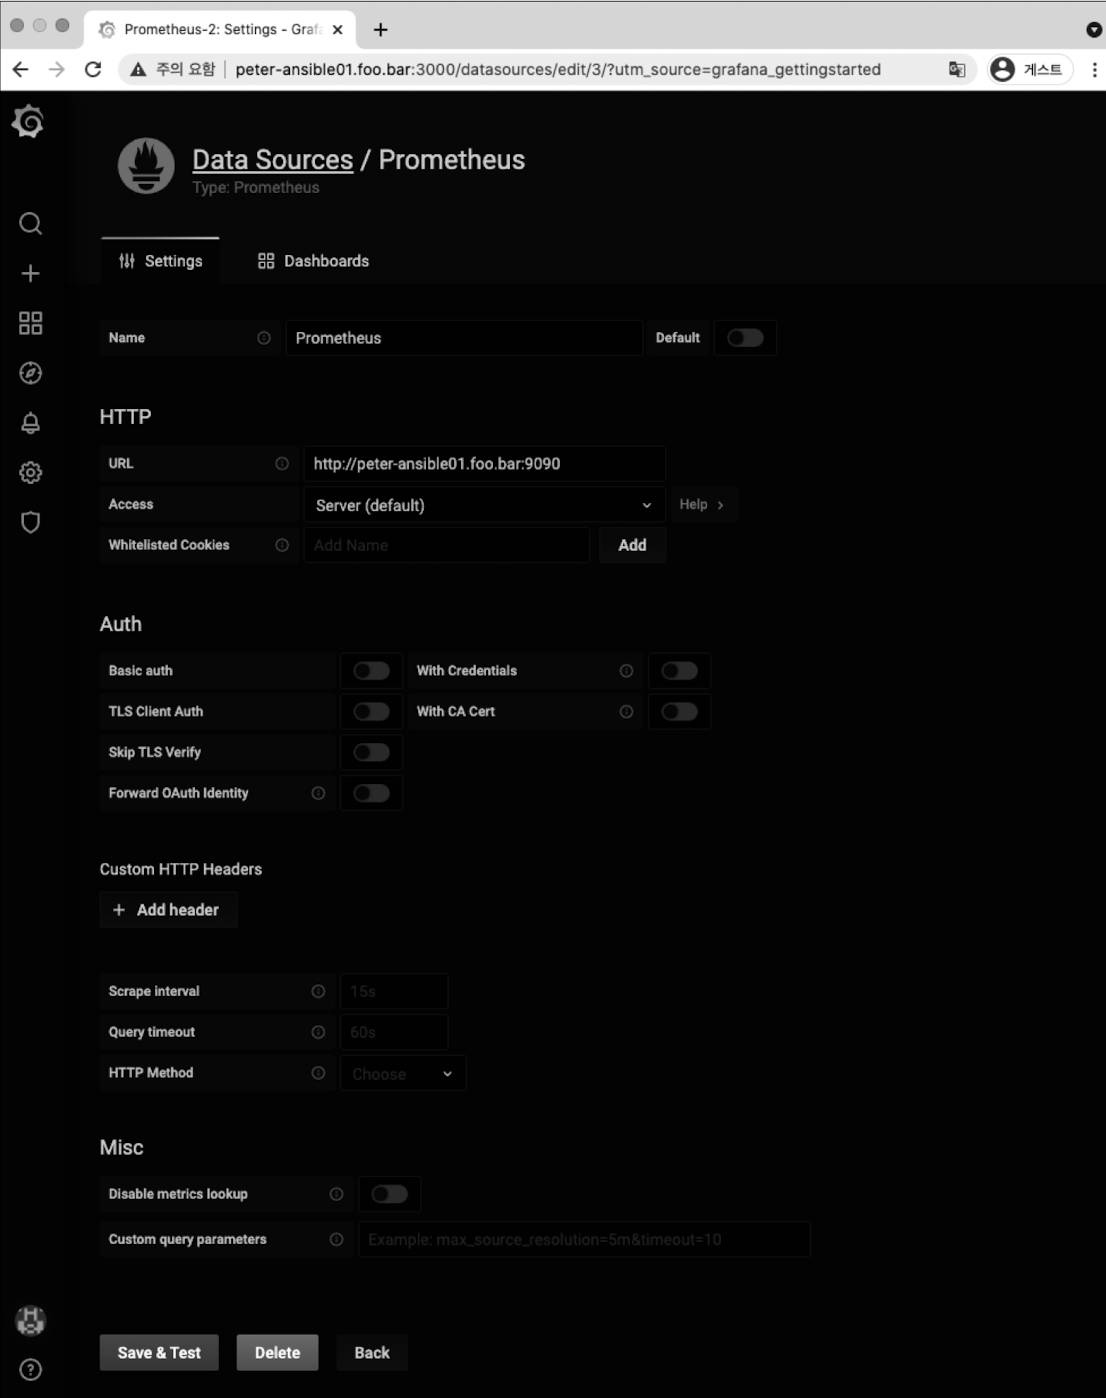 Prometheus-2: Settings - Grafa
주의 요함 peter-ansible01.foo.bar:3000/datasources/edit/3/?utm_source=grafana_gettingstarted 게스트
Data Sources / Prometheus
Type: Prometheus
Settings Dashboards
Name Prometheus Default
HTTP
URL http://peter-ansible01.foo.bar:9090
Access Server (default) Help
Whitelisted Cookies Add Name Add
Auth
Basic auth With Credentials
TLS Client Auth With CA Cert
Skip TLS Verify
Forward OAuth Identity
Custom HTTP Headers
+ Add header
Scrape interval 15s
Query timeout 60s
HTTP Method Choose
Misc
Disable metrics lookup
Custom query parameters Example: max_source_resolution=5m&timeout=10
Save & Test Delete Back